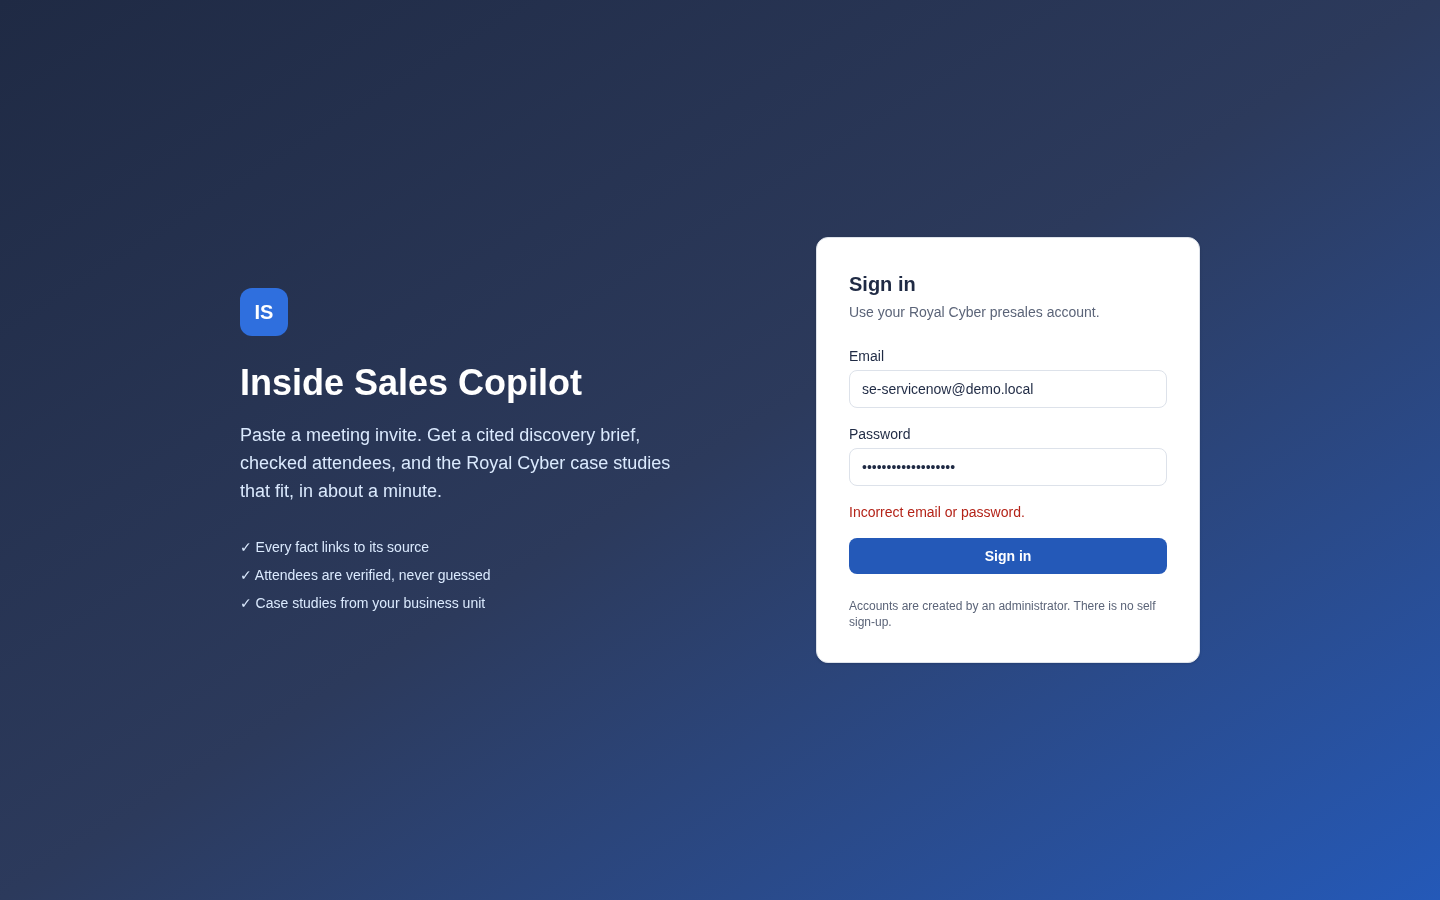 IS
Inside Sales Copilot
Paste a meeting invite. Get a cited discovery brief,
checked attendees, and the Royal Cyber case studies
that fit, in about a minute.
✓ Every fact links to its source
✓ Attendees are verified, never guessed
✓ Case studies from your business unit
Sign in
Use your Royal Cyber presales account.
Email
se-servicenow@demo.local
Password
•••••••••••••••••••
Incorrect email or password.
Sign in
Accounts are created by an administrator. There is no self
sign-up.